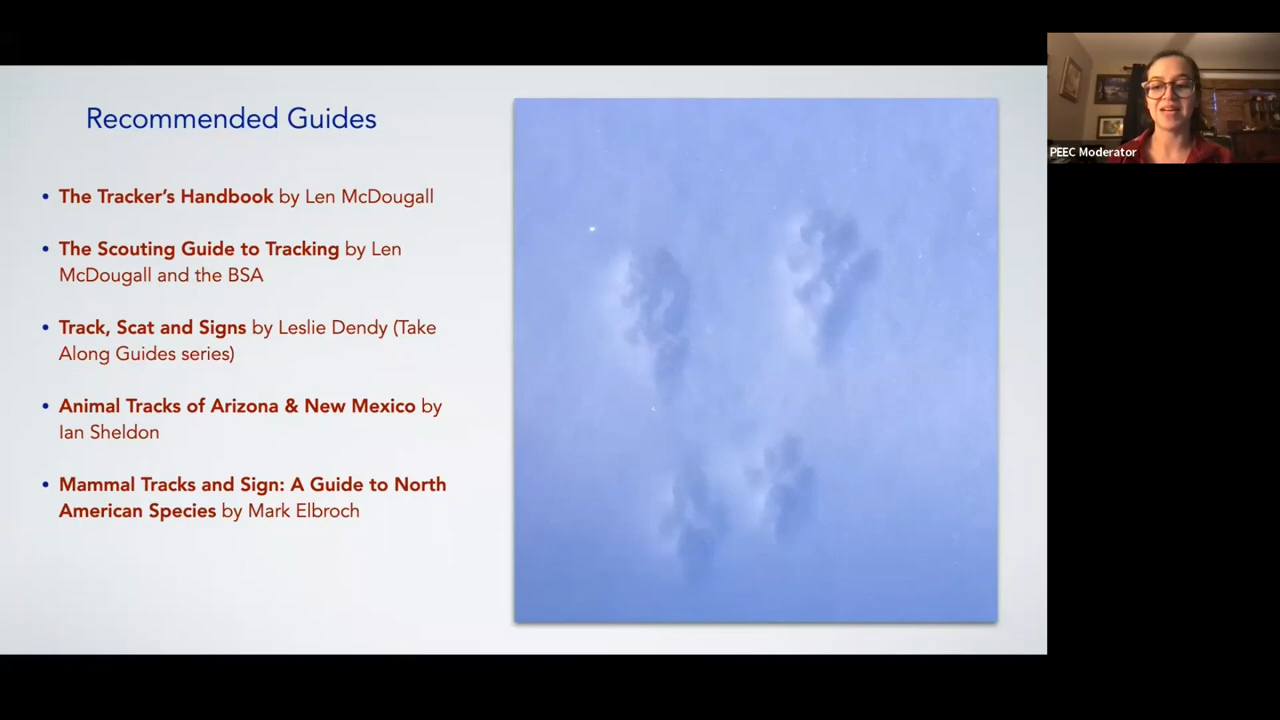 Recommended Guides
• The Tracker's Handbook by Len McDougall
• The Scouting Guide to Tracking by Len
McDougall and the BSA
• Track, Scat and Signs by Leslie Dendy (Take
Along Guides series)
• Animal Tracks of Arizona & New Mexico by
Ian Sheldon
• Mammal Tracks and Sign: A Guide to North
American Species by Mark Elbroch
PEEC Moderator